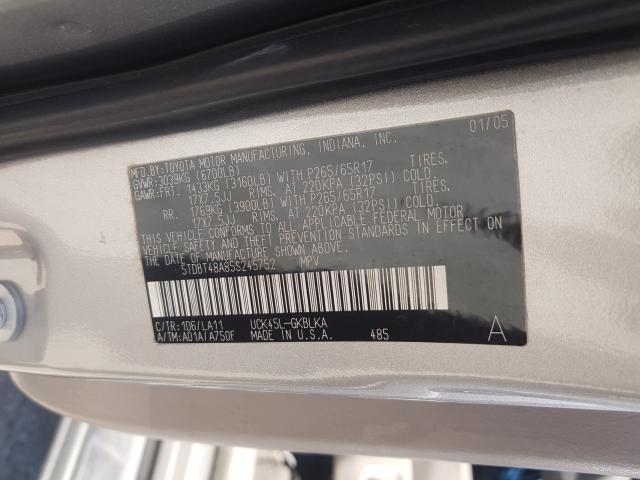 MFD.BY:TOYOTA MOTOR MANUFACTURING, INDIANA, INC. 01/05
GVWR:3039KG (6700LB)
GAWR:FRT. 1433KG (3160LB) WITH P265/65R17 TIRES,
17X7.5JJ RIMS, AT 220KPA (32PSI) COLD.
RR. 1769KG (3900LB) WITH P265/65R17 TIRES,
17X7.5JJ RIMS, AT 220KPA (32PSI) COLD.
THIS VEHICLE CONFORMS TO ALL APPLICABLE FEDERAL MOTOR
VEHICLE SAFETY AND THEFT PREVENTION STANDARDS IN EFFECT ON
THE DATE OF MANUFACTURE SHOWN ABOVE.
5TDBT48A85S245752 MPV
C/TR:1D6/LA11 UCK45L-GKBLKA
A/TM:A01A/A750F MADE IN U.S.A. 485 A